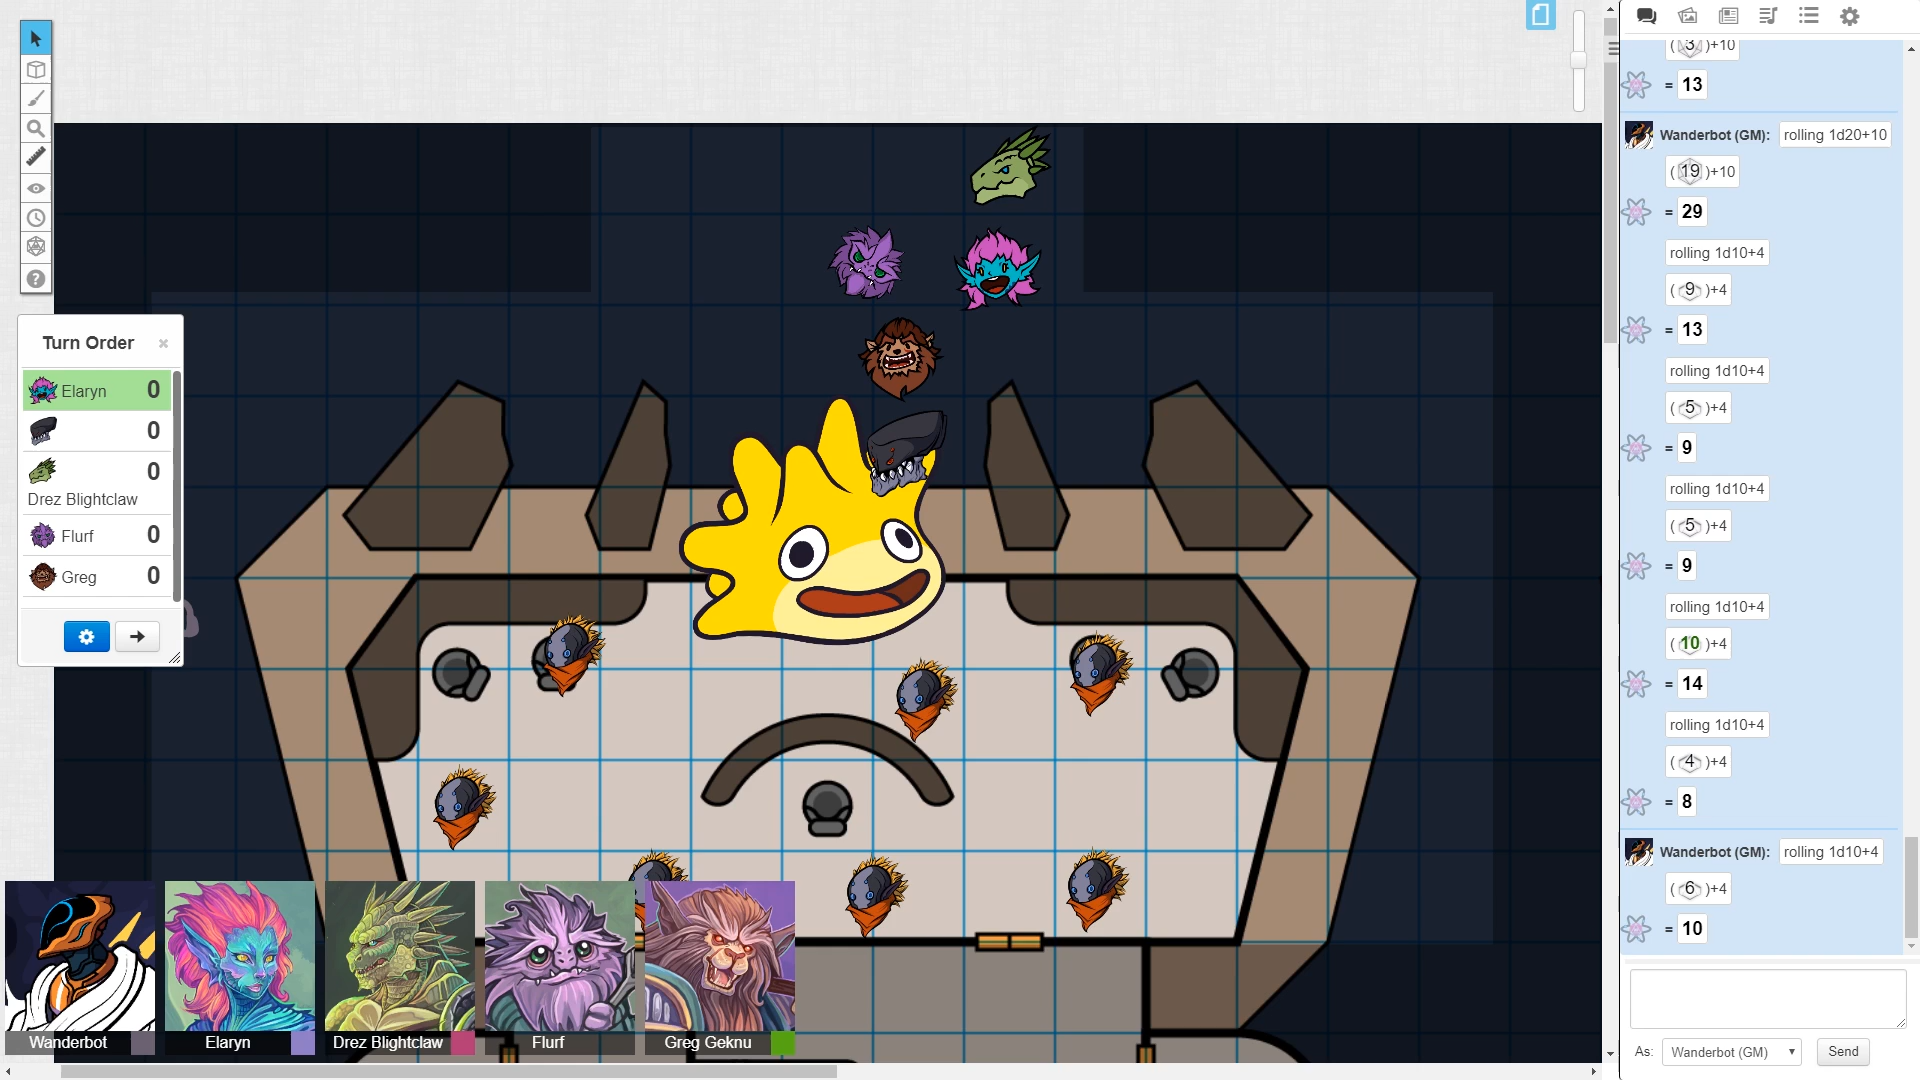 Turn Order ×
Elaryn 0
0
0
Drez Blightclaw
Flurf 0
Greg 0
Wanderbot
Elaryn
Drez Blightclaw
Flurf
Greg Geknu
(3)+10
= 13
Wanderbot (GM): rolling 1d20+10
(19)+10
= 29
rolling 1d10+4
(9)+4
= 13
rolling 1d10+4
(5)+4
= 9
rolling 1d10+4
(5)+4
= 9
rolling 1d10+4
(10)+4
= 14
rolling 1d10+4
(4)+4
= 8
Wanderbot (GM): rolling 1d10+4
(6)+4
= 10
As: Wanderbot (GM) Send